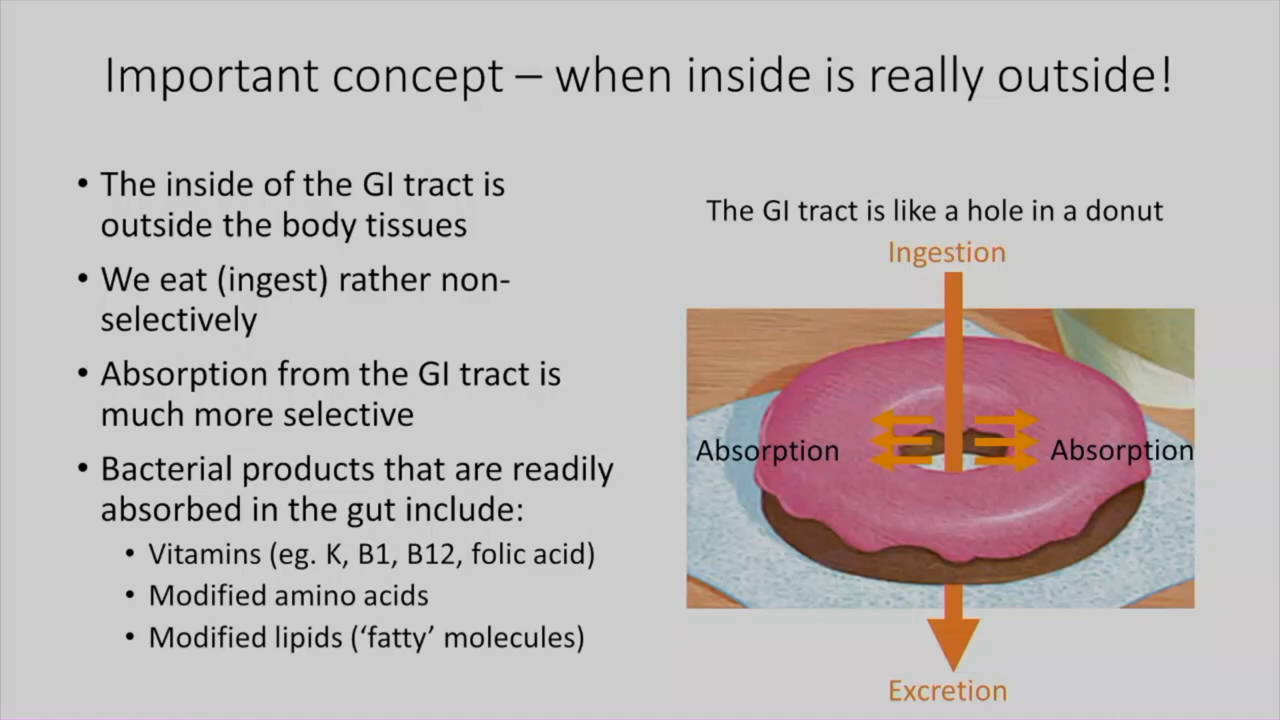 Important concept – when inside is really outside!
• The inside of the GI tract is
outside the body tissues
• We eat (ingest) rather non-
selectively
• Absorption from the GI tract is
much more selective
• Bacterial products that are readily
absorbed in the gut include:
• Vitamins (eg. K, B1, B12, folic acid)
• Modified amino acids
• Modified lipids (‘fatty’ molecules)
The GI tract is like a hole in a donut
Ingestion
Absorption
Absorption
Excretion